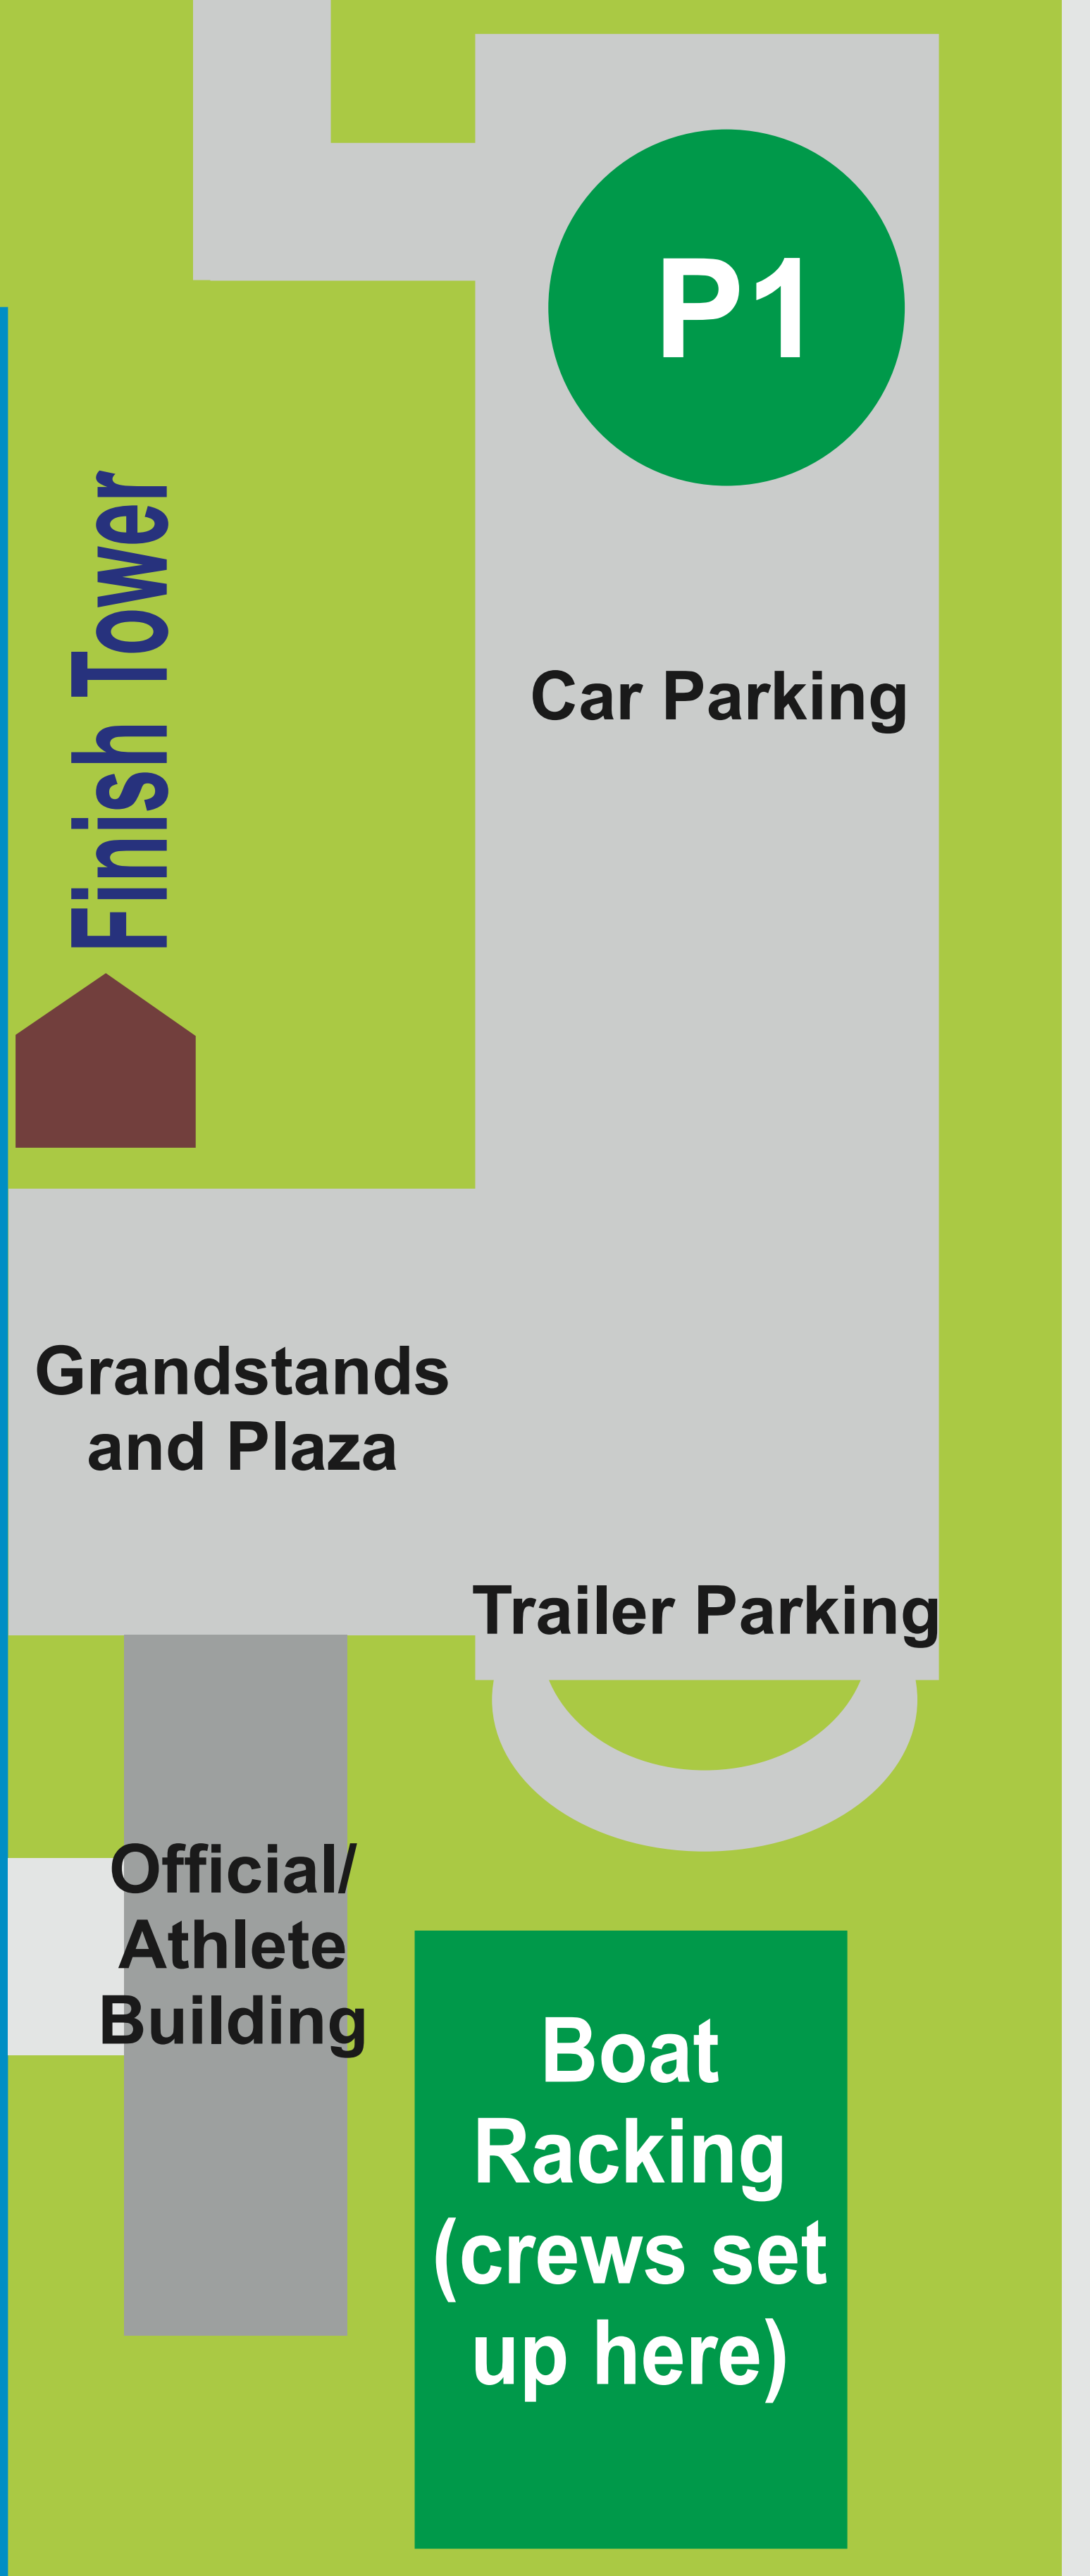 P1
Finish Tower
Car Parking
Grandstands
and Plaza
Trailer Parking
Official/
Athlete
Building
Boat
Racking
(crews set
up here)